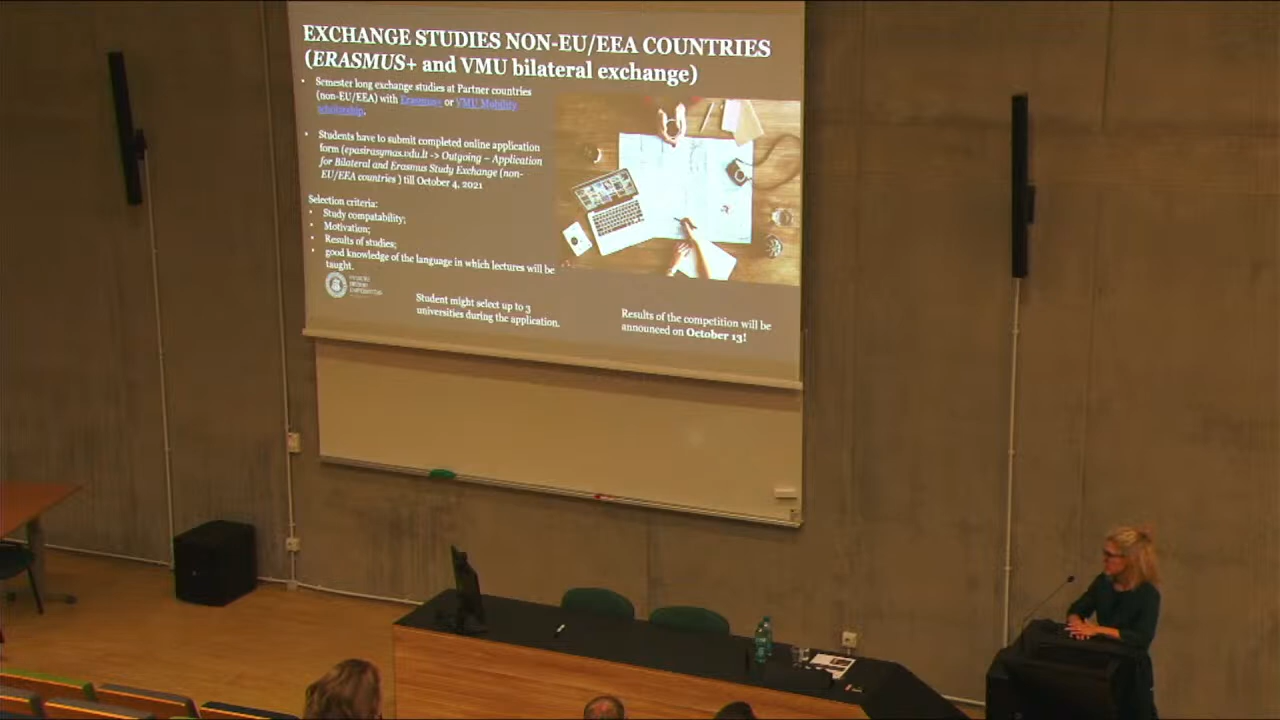 EXCHANGE STUDIES NON-EU/EEA COUNTRIES
(ERASMUS+ and VMU bilateral exchange)
• Semester long exchange studies at Partner countries
(non-EU/EEA) with Erasmus+ or VMU Mobility
scholarship.
• Students have to submit completed online application
form (epasirasymas.vdu.lt -> Outgoing – Application
for Bilateral and Erasmus Study Exchange (non-
EU/EEA countries ) till October 4, 2021
Selection criteria:
• Study compatability;
• Motivation;
• Results of studies;
• good knowledge of the language in which lectures will be
taught.
Student might select up to 3
universities during the application.
Results of the competition will be
announced on October 13!